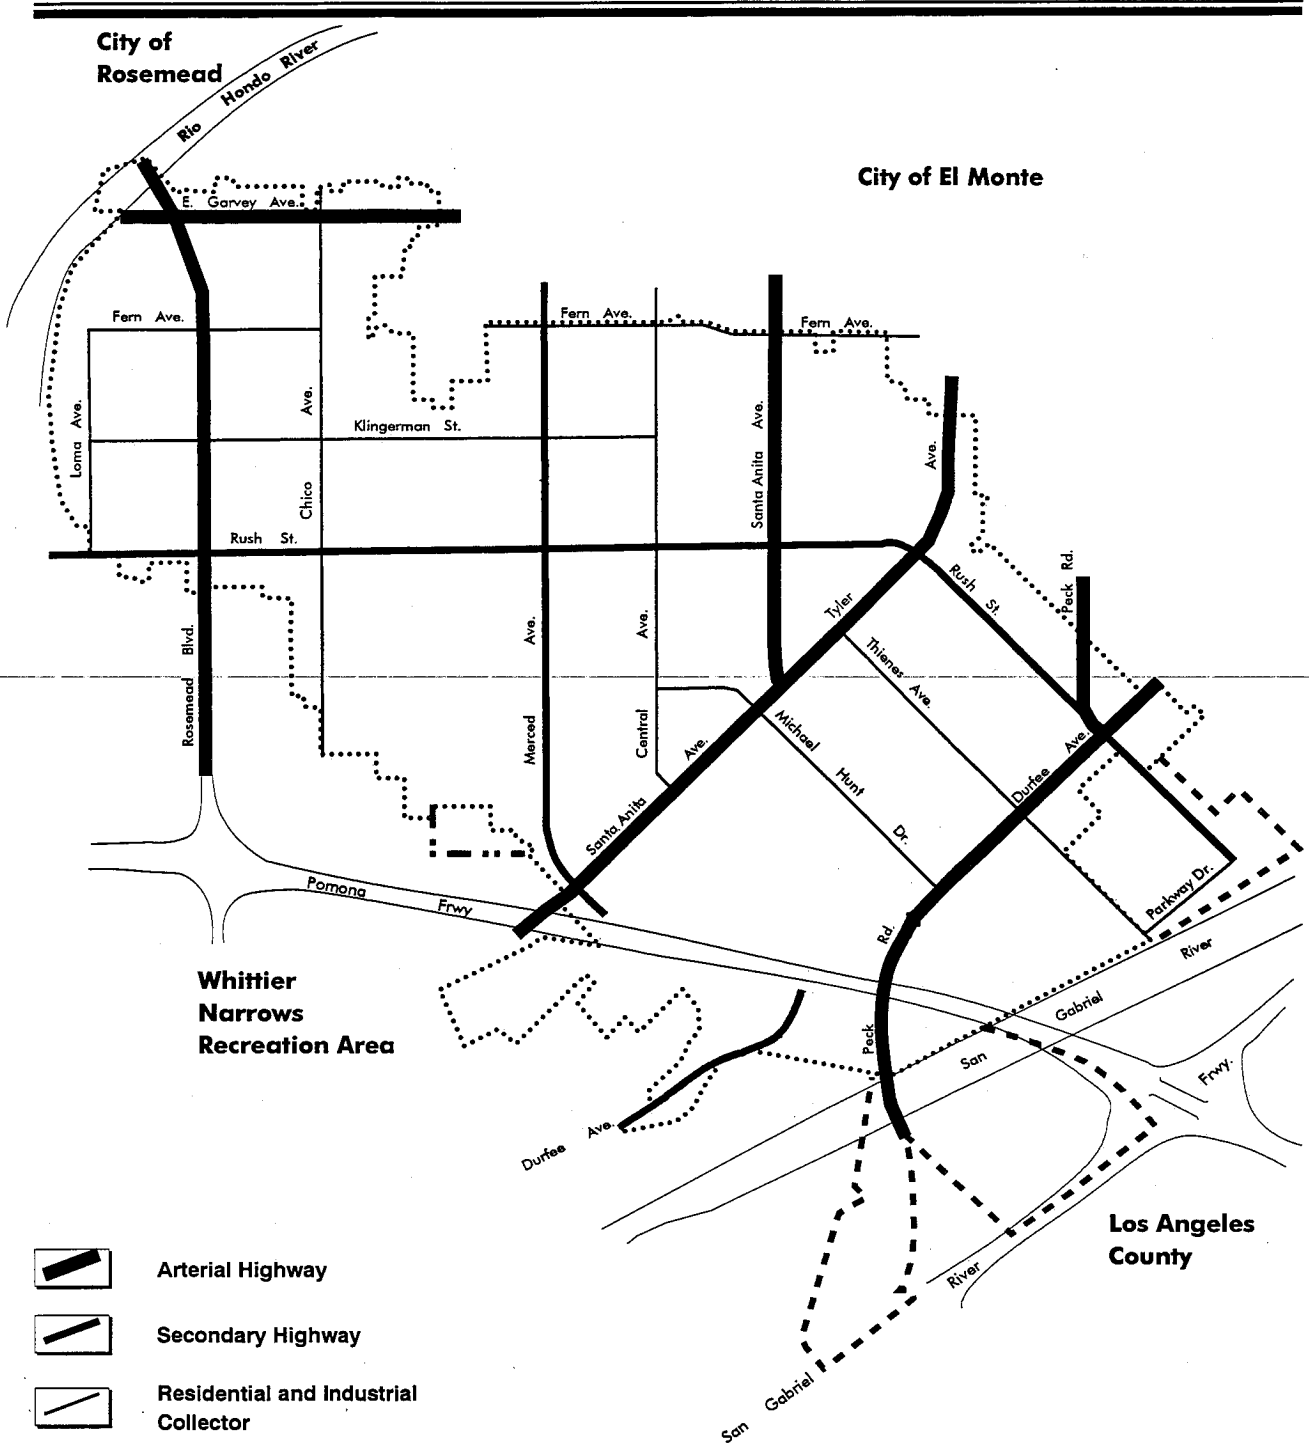 City of
Rosemead
Rio Hondo River
City of El Monte
E. Garvey Ave.
Fern Ave.
Fern Ave.
Fern Ave.
Loma Ave.
Chico Ave.
Klingerman St.
Santa Anita Ave.
Ave.
Rush St.
Rush St.
Peck Rd.
Tyler
Rosemead Blvd.
Merced Ave.
Central Ave.
Thienes Ave.
Michael Hunt Dr.
Santa Anita Ave.
Durfee Ave.
Parkway Dr.
Pomona Frwy
Peck Rd.
San Gabriel River
Frwy.
Whittier
Narrows
Recreation Area
Durfee Ave.
Los Angeles
County
San Gabriel River
Arterial Highway
Secondary Highway
Residential and Industrial
Collector